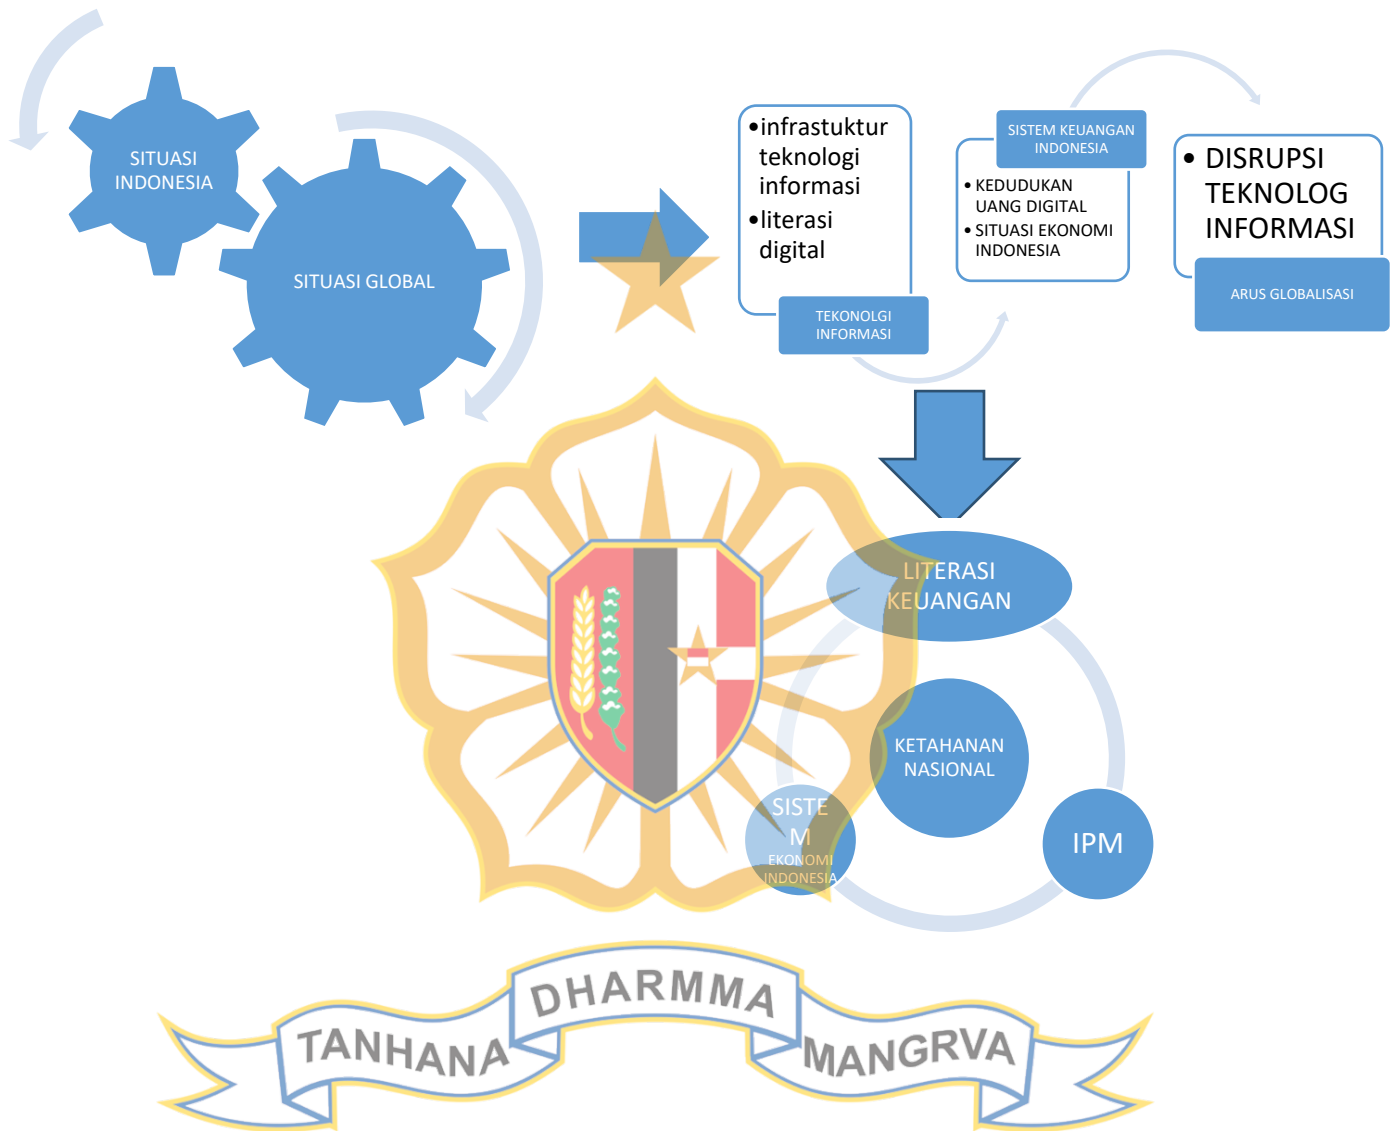 SITUASI
INDONESIA
SITUASI GLOBAL
•infrastuktur
teknologi
informasi
•literasi
digital
TEKONOLGI
INFORMASI
SISTEM KEUANGAN
INDONESIA
• KEDUDUKAN
UANG DIGITAL
• SITUASI EKONOMI
INDONESIA
• DISRUPSI
TEKNOLOG
INFORMASI
ARUS GLOBALISASI
LITERASI
KEUANGAN
KETAHANAN
NASIONAL
SISTE
M
EKONOMI
INDONESIA
IPM
TANHANA
DHARMMA
MANGRVA